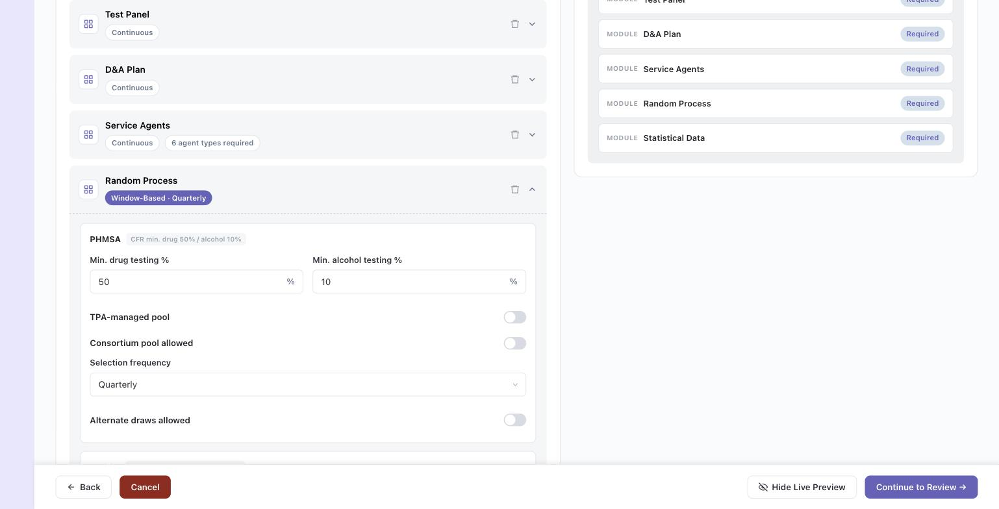 Test Panel
Continuous
D&A Plan
Continuous
Service Agents
Continuous
6 agent types required
Random Process
Window-Based · Quarterly
PHMSA
CFR min. drug 50% / alcohol 10%
Min. drug testing %
Min. alcohol testing %
50 %
10 %
TPA-managed pool
Consortium pool allowed
Selection frequency
Quarterly
Alternate draws allowed
MODULE Test Panel Required
MODULE D&A Plan Required
MODULE Service Agents Required
MODULE Random Process Required
MODULE Statistical Data Required
← Back
Cancel
Hide Live Preview
Continue to Review →